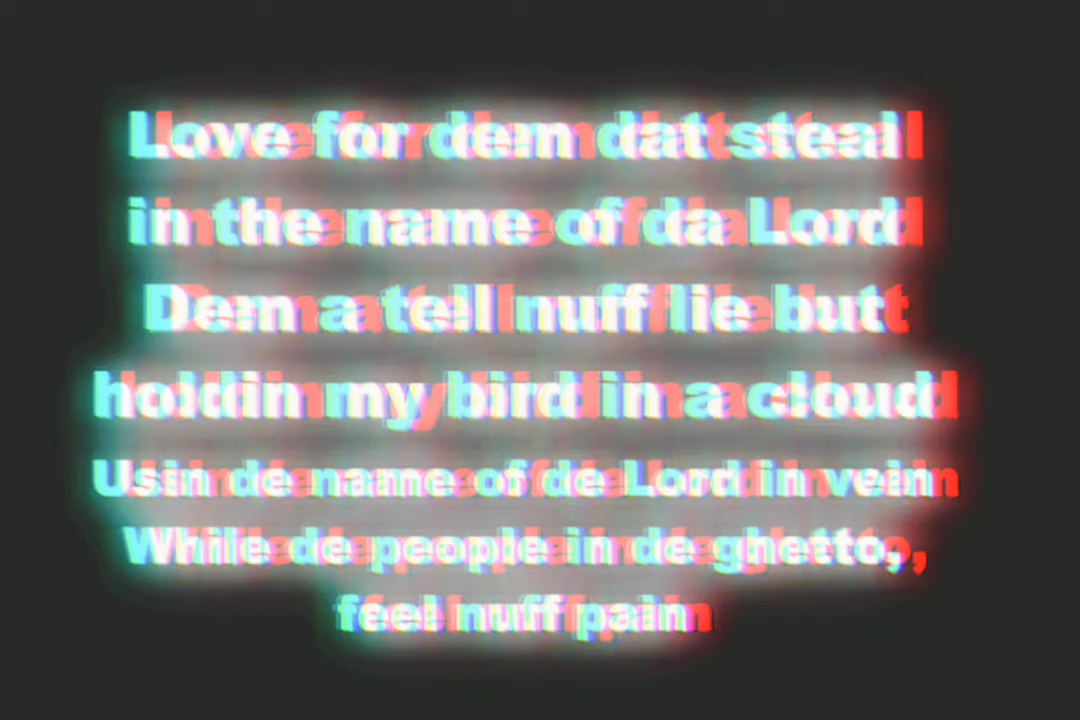 Love for dem dat steal
in the name of da Lord
Dem a tell nuff lie but
holdin my bird in a cloud
Usin de name of de Lord in vein
While de people in de ghetto,
feel nuff pain